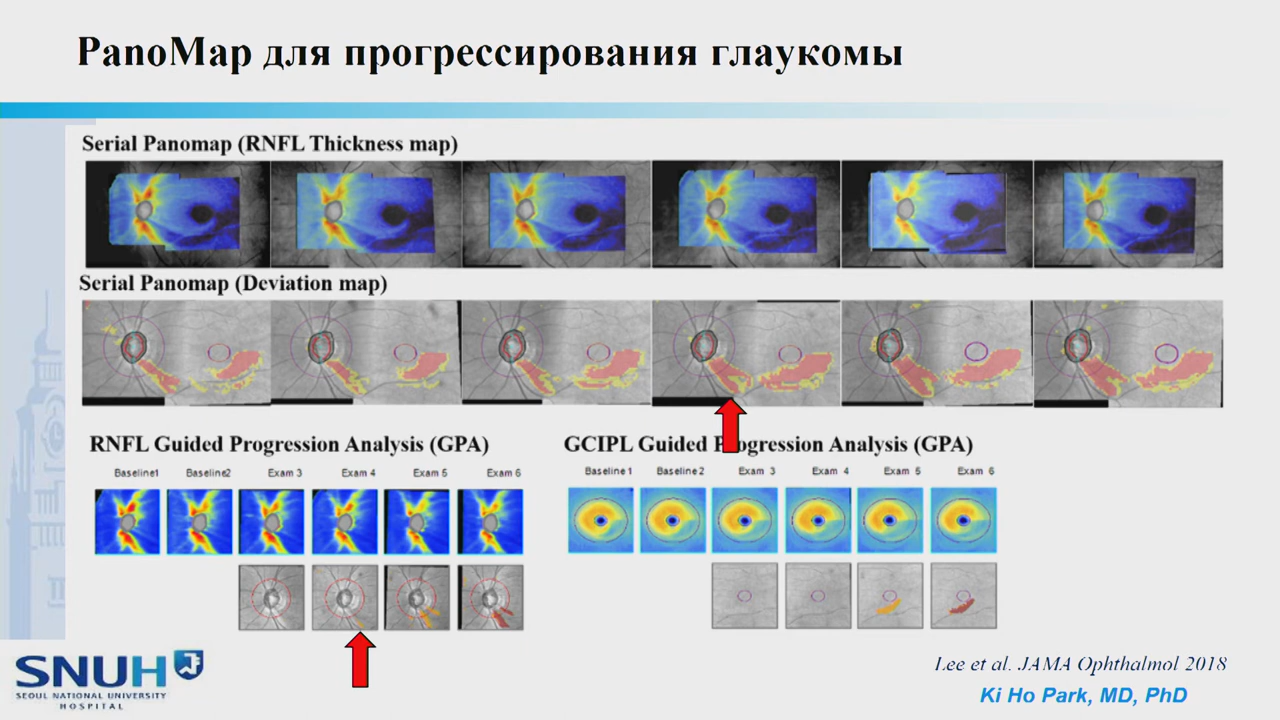 PanoMap для прогрессирования глаукомы
Serial Panomap (RNFL Thickness map)
Serial Panomap (Deviation map)
RNFL Guided Progression Analysis (GPA)
Baseline1 Baseline2 Exam 3 Exam 4 Exam 5 Exam 6
GCIPL Guided Progression Analysis (GPA)
Baseline 1 Baseline 2 Exam 3 Exam 4 Exam 5 Exam 6
SNUH
SEOUL NATIONAL UNIVERSITY
HOSPITAL
Lee et al. JAMA Ophthalmol 2018
Ki Ho Park, MD, PhD